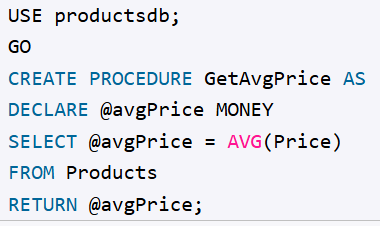 USE productsdb;
GO
CREATE PROCEDURE GetAvgPrice AS
DECLARE @avgPrice MONEY
SELECT @avgPrice = AVG(Price)
FROM Products
RETURN @avgPrice;